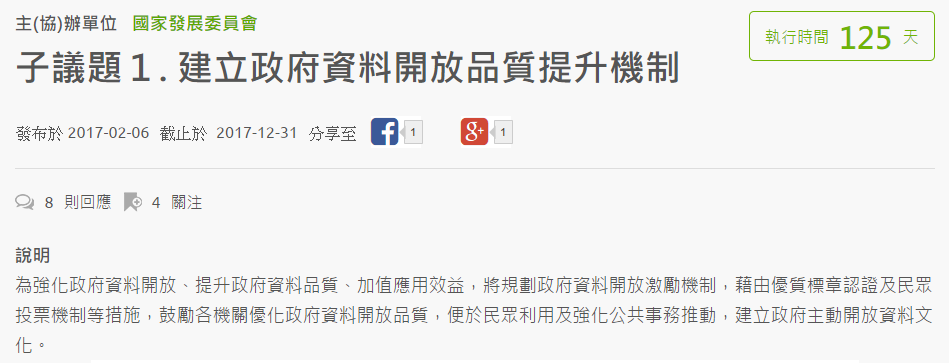 主(協)辦單位 國家發展委員會
執行時間 125 天
子議題1.建立政府資料開放品質提升機制
發布於 2017-02-06 截止於 2017-12-31 分享至 f 1 g+ 1
8 則回應 4 關注
說明
為強化政府資料開放、提升政府資料品質、加值應用效益，將規劃政府資料開放激勵機制，藉由優質標章認證及民眾
投票機制等措施，鼓勵各機關優化政府資料開放品質，便於民眾利用及強化公共事務推動，建立政府主動開放資料文
化。